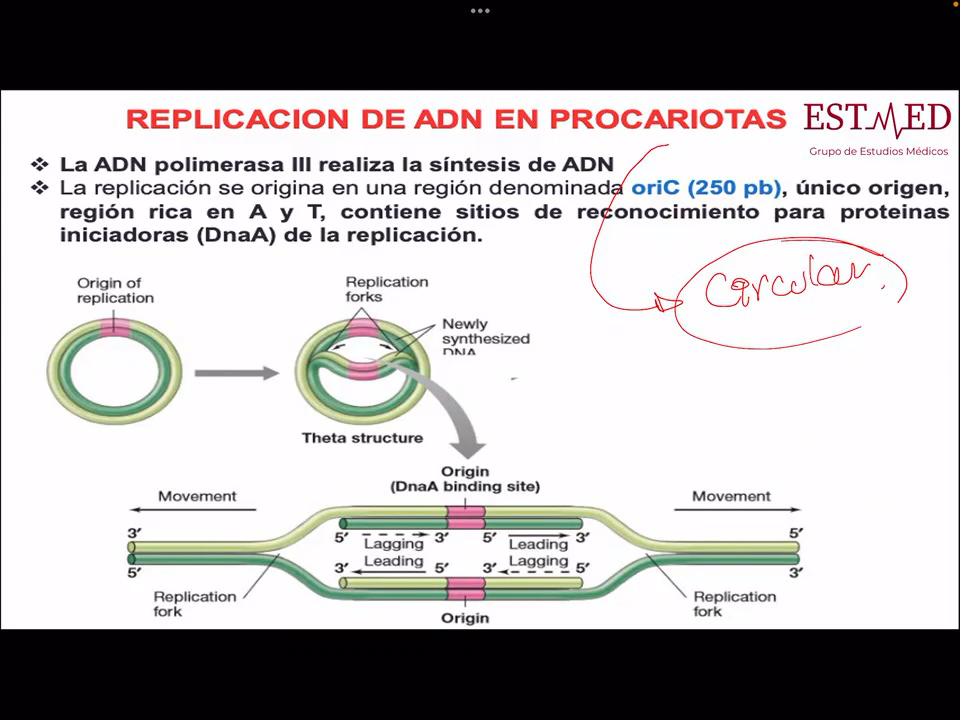 REPLICACION DE ADN EN PROCARIOTAS
ESTMED
Grupo de Estudios Médicos
❖ La ADN polimerasa III realiza la síntesis de ADN
❖ La replicación se origina en una región denominada oriC (250 pb), único origen,
región rica en A y T, contiene sitios de reconocimiento para proteinas
iniciadoras (DnaA) de la replicación.
Circular
Origin of
replication
Replication
forks
Newly
synthesized
DNA
Theta structure
Origin
(DnaA binding site)
Movement
Movement
3′
5′
5′
3′
5′ Lagging 3′
5′ Leading 3′
3′ Leading 5′
3′ Lagging 5′
5′
3′
Replication
fork
Replication
fork
Origin